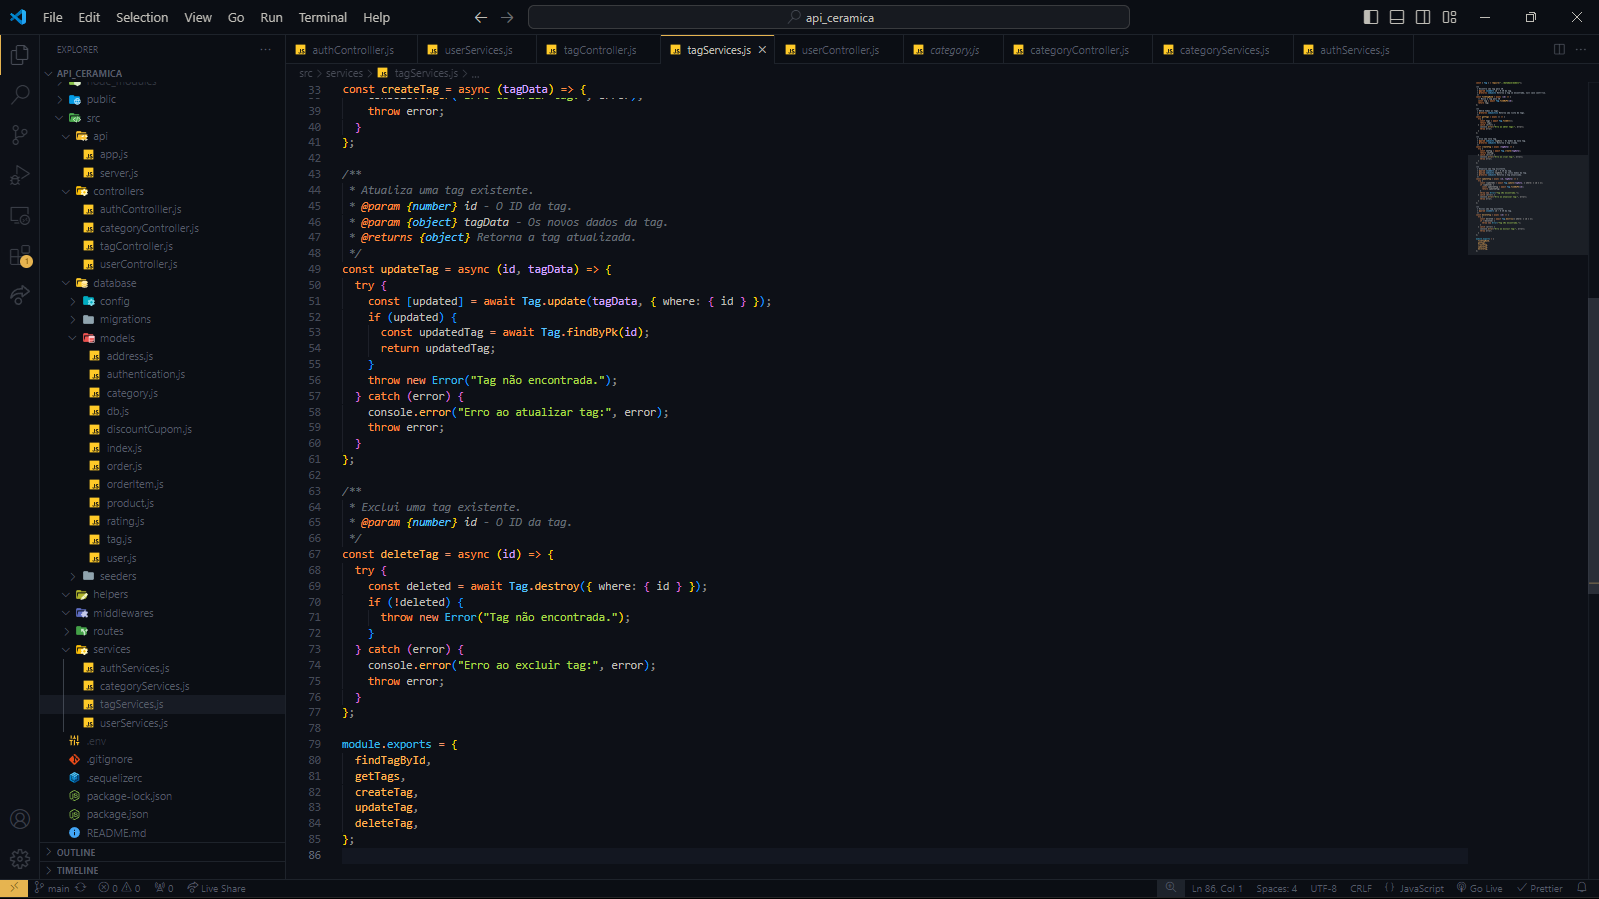 File Edit Selection View Go Run Terminal Help
api_ceramica
EXPLORER
authControlller.js
userServices.js
tagController.js
tagServices.js
userController.js
category.js
categoryController.js
categoryServices.js
authServices.js
src > services > tagServices.js > ...
API_CERAMICA
node_modules
public
src
api
app.js
server.js
controllers
authControlller.js
categoryController.js
tagController.js
userController.js
database
config
migrations
models
address.js
authentication.js
category.js
db.js
discountCupom.js
index.js
order.js
orderItem.js
product.js
rating.js
tag.js
user.js
seeders
helpers
middlewares
routes
services
authServices.js
categoryServices.js
tagServices.js
userServices.js
.env
.gitignore
.sequelizerc
package-lock.json
package.json
README.md
OUTLINE
TIMELINE
33 const createTag = async (tagData) => {
console.error("Erro ao criar tag:", error);
39 throw error;
40 }
41 };
42
43 /**
44 * Atualiza uma tag existente.
45 * @param {number} id - O ID da tag.
46 * @param {object} tagData - Os novos dados da tag.
47 * @returns {object} Retorna a tag atualizada.
48 */
49 const updateTag = async (id, tagData) => {
50 try {
51 const [updated] = await Tag.update(tagData, { where: { id } });
52 if (updated) {
53 const updatedTag = await Tag.findByPk(id);
54 return updatedTag;
55 }
56 throw new Error("Tag não encontrada.");
57 } catch (error) {
58 console.error("Erro ao atualizar tag:", error);
59 throw error;
60 }
61 };
62
63 /**
64 * Exclui uma tag existente.
65 * @param {number} id - O ID da tag.
66 */
67 const deleteTag = async (id) => {
68 try {
69 const deleted = await Tag.destroy({ where: { id } });
70 if (!deleted) {
71 throw new Error("Tag não encontrada.");
72 }
73 } catch (error) {
74 console.error("Erro ao excluir tag:", error);
75 throw error;
76 }
77 };
78
79 module.exports = {
80 findTagById,
81 getTags,
82 createTag,
83 updateTag,
84 deleteTag,
85 };
86
1
main 0 0 0 Live Share
Ln 86, Col 1 Spaces: 4 UTF-8 CRLF {} JavaScript Go Live Prettier